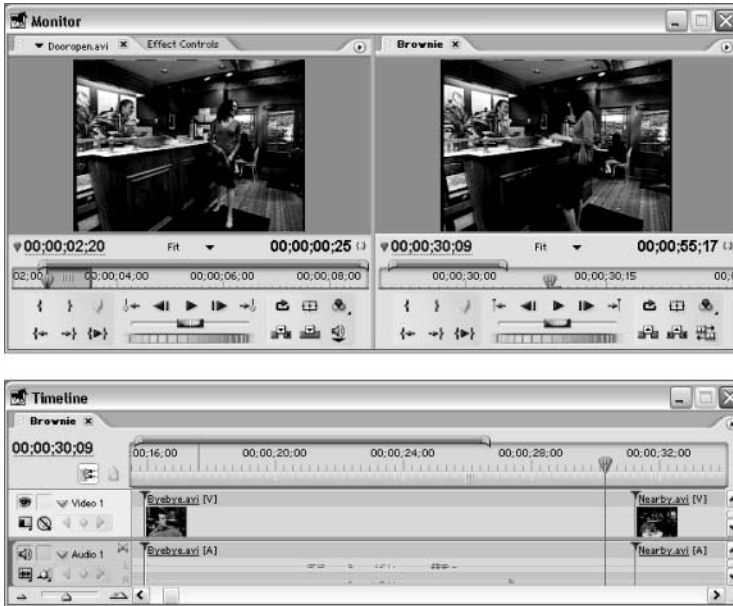 Monitor
Dooropen.avi Effect Controls
Brownie
00;00;02;20 Fit 00;00;00;25
00;00;30;09 Fit 00;00;55;17
00;00;04;00 00;00;06;00 00;00;08;00
00;00;30;00 00;00;30;15
Timeline
Brownie
00;00;30;09
00;16;00 00;00;20;00 00;00;24;00 00;00;28;00 00;00;32;00
Video 1
Byebye.avi [V] Nearby.avi [V]
Audio 1
Byebye.avi [A] Nearby.avi [A]
L
R